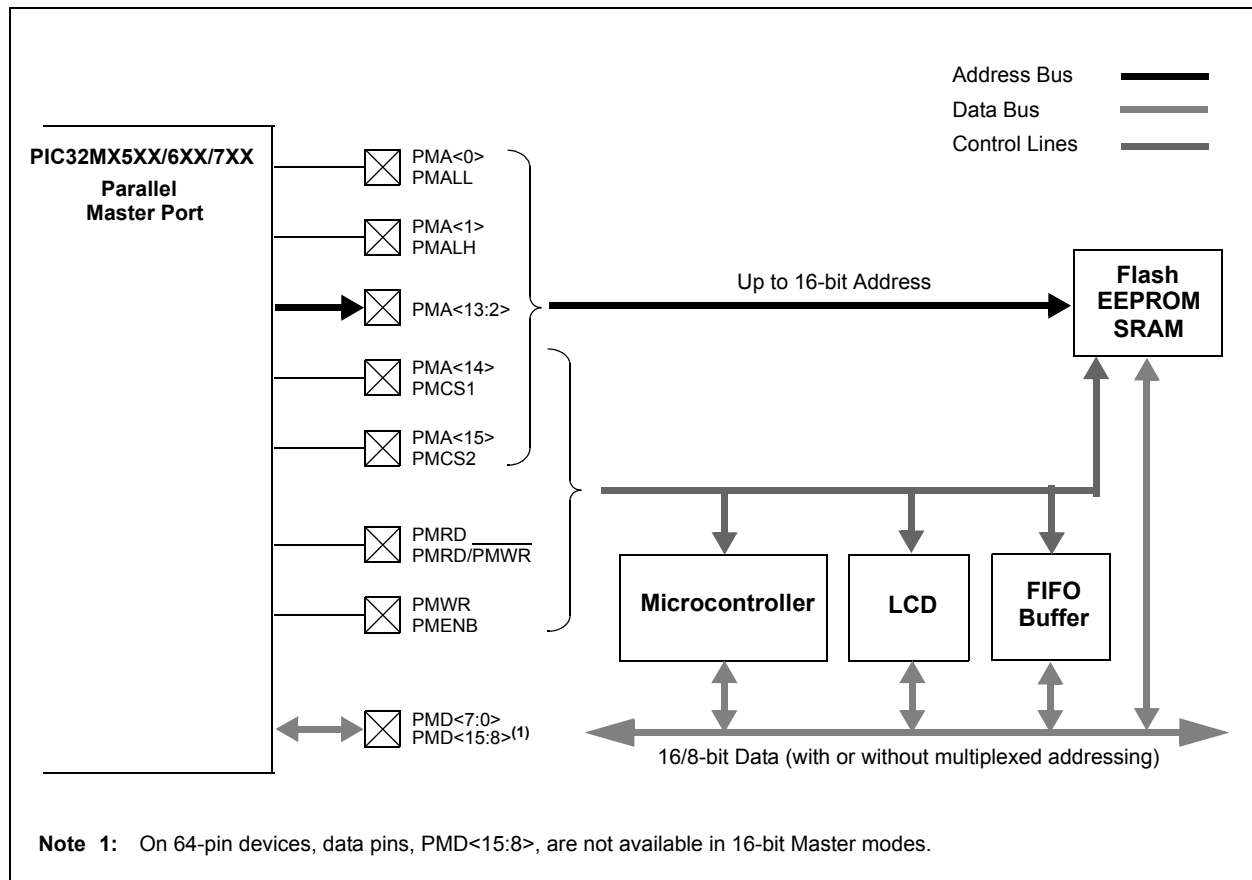 Address Bus
Data Bus
Control Lines
PIC32MX5XX/6XX/7XX
Parallel
Master Port
PMA<0>
PMALL
PMA<1>
PMALH
PMA<13:2>
PMA<14>
PMCS1
PMA<15>
PMCS2
PMRD
PMRD/PMWR
PMWR
PMENB
PMD<7:0>
PMD<15:8>(1)
Up to 16-bit Address
Flash
EEPROM
SRAM
Microcontroller
LCD
FIFO
Buffer
16/8-bit Data (with or without multiplexed addressing)
Note 1: On 64-pin devices, data pins, PMD<15:8>, are not available in 16-bit Master modes.